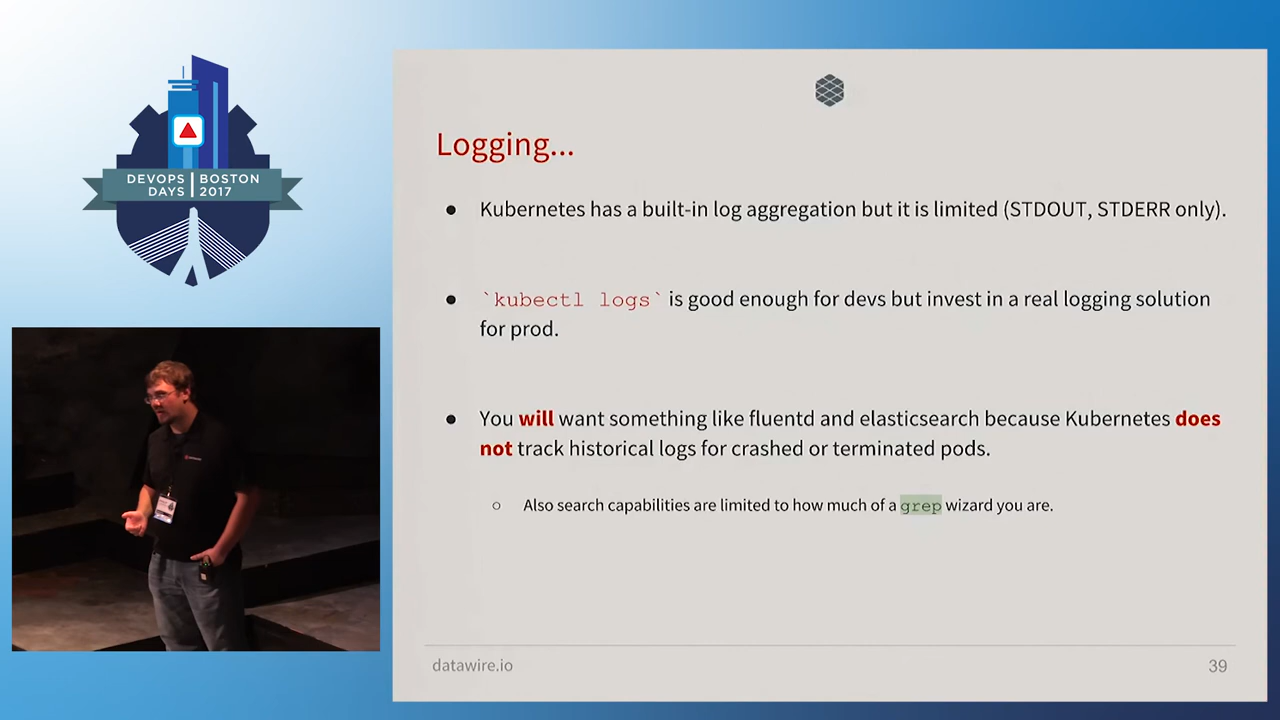 DEVOPS BOSTON
DAYS 2017
Logging...
● Kubernetes has a built-in log aggregation but it is limited (STDOUT, STDERR only).
● `kubectl logs` is good enough for devs but invest in a real logging solution
for prod.
● You will want something like fluentd and elasticsearch because Kubernetes does
not track historical logs for crashed or terminated pods.
○ Also search capabilities are limited to how much of a grep wizard you are.
datawire.io
39